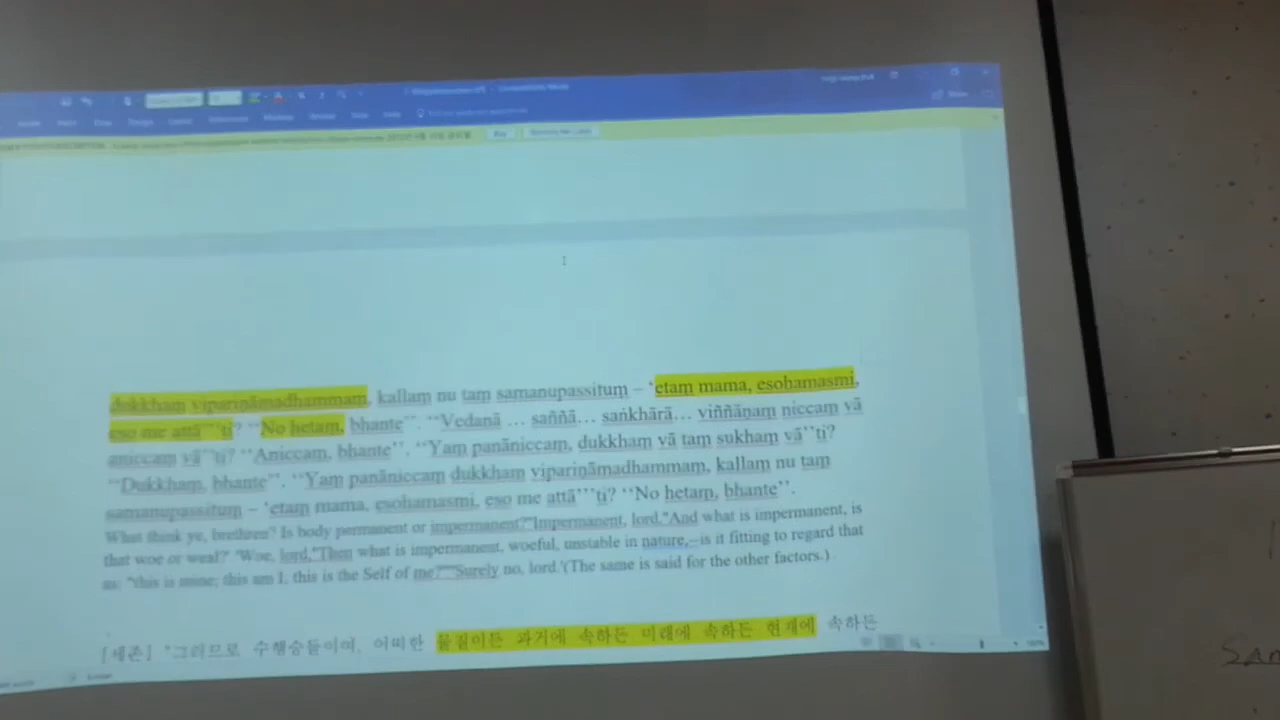 Share
Buy
dukkhaṃ vipariṇāmadhammaṃ, kallaṃ nu taṃ samanupassituṃ – ‘etaṃ mama, esohamasmi,
eso me attā’’’ti? ‘‘No hetaṃ, bhante’’. ‘‘Vedanā … saññā… saṅkhārā… viññāṇaṃ niccaṃ vā
aniccaṃ vā’’ti? ‘‘Aniccaṃ, bhante’’. ‘‘Yaṃ panāniccaṃ, dukkhaṃ vā taṃ sukhaṃ vā’’ti?
‘‘Dukkhaṃ, bhante’’. ‘‘Yaṃ panāniccaṃ dukkhaṃ vipariṇāmadhammaṃ, kallaṃ nu taṃ
samanupassituṃ – ‘etaṃ mama, esohamasmi, eso me attā’’’ti? ‘‘No hetaṃ, bhante’’.
What think ye, brethren? Is body permanent or impermanent?"Impermanent, lord."And what is impermanent, is
that woe or weal?' 'Woe, lord,"Then what is impermanent, woeful, unstable in nature,–is it fitting to regard that
as: "this is mine; this am I, this is the Self of me?"'Surely no, lord.'(The same is said for the other factors.)
[세존] "그러므로 수행승들이여, 어떠한 물질이든 과거에 속하든 미래에 속하든 현재에 속하든